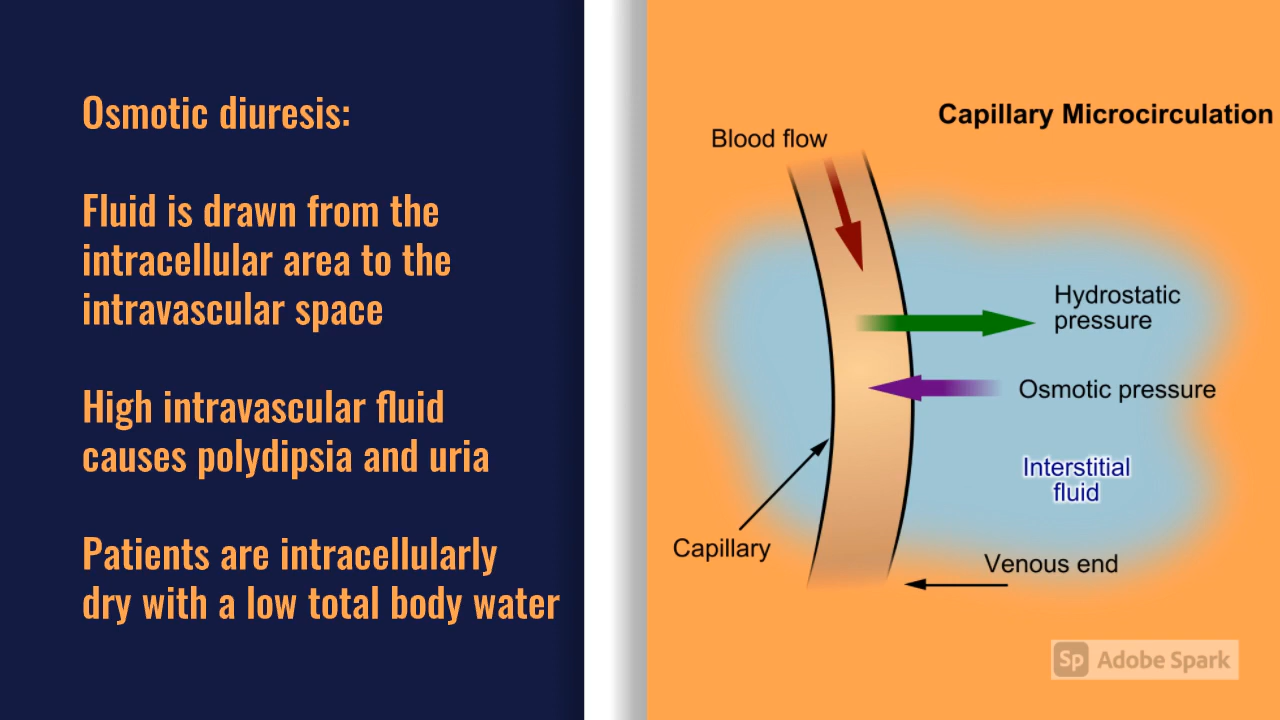 Osmotic diuresis:
Fluid is drawn from the
intracellular area to the
intravascular space
High intravascular fluid
causes polydipsia and uria
Patients are intracellularly
dry with a low total body water
Capillary Microcirculation
Blood flow
Hydrostatic
pressure
Osmotic pressure
Interstitial
fluid
Capillary
Venous end
Sp Adobe Spark